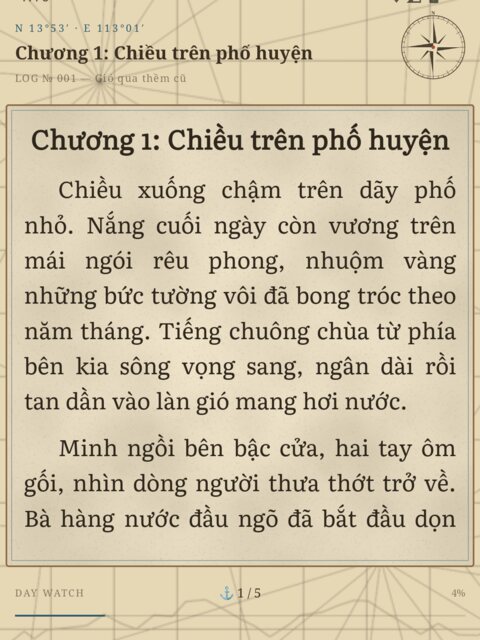 N 13°53′ · E 113°01′
Chương 1: Chiều trên phố huyện
LOG № 001 — Gió qua thềm cũ
Chương 1: Chiều trên phố huyện
Chiều xuống chậm trên dãy phố
nhỏ. Nắng cuối ngày còn vương trên
mái ngói rêu phong, nhuộm vàng
những bức tường vôi đã bong tróc theo
năm tháng. Tiếng chuông chùa từ phía
bên kia sông vọng sang, ngân dài rồi
tan dần vào làn gió mang hơi nước.
Minh ngồi bên bậc cửa, hai tay ôm
gối, nhìn dòng người thưa thớt trở về.
Bà hàng nước đầu ngõ đã bắt đầu dọn
DAY WATCH
⚓ 1 / 5
4%